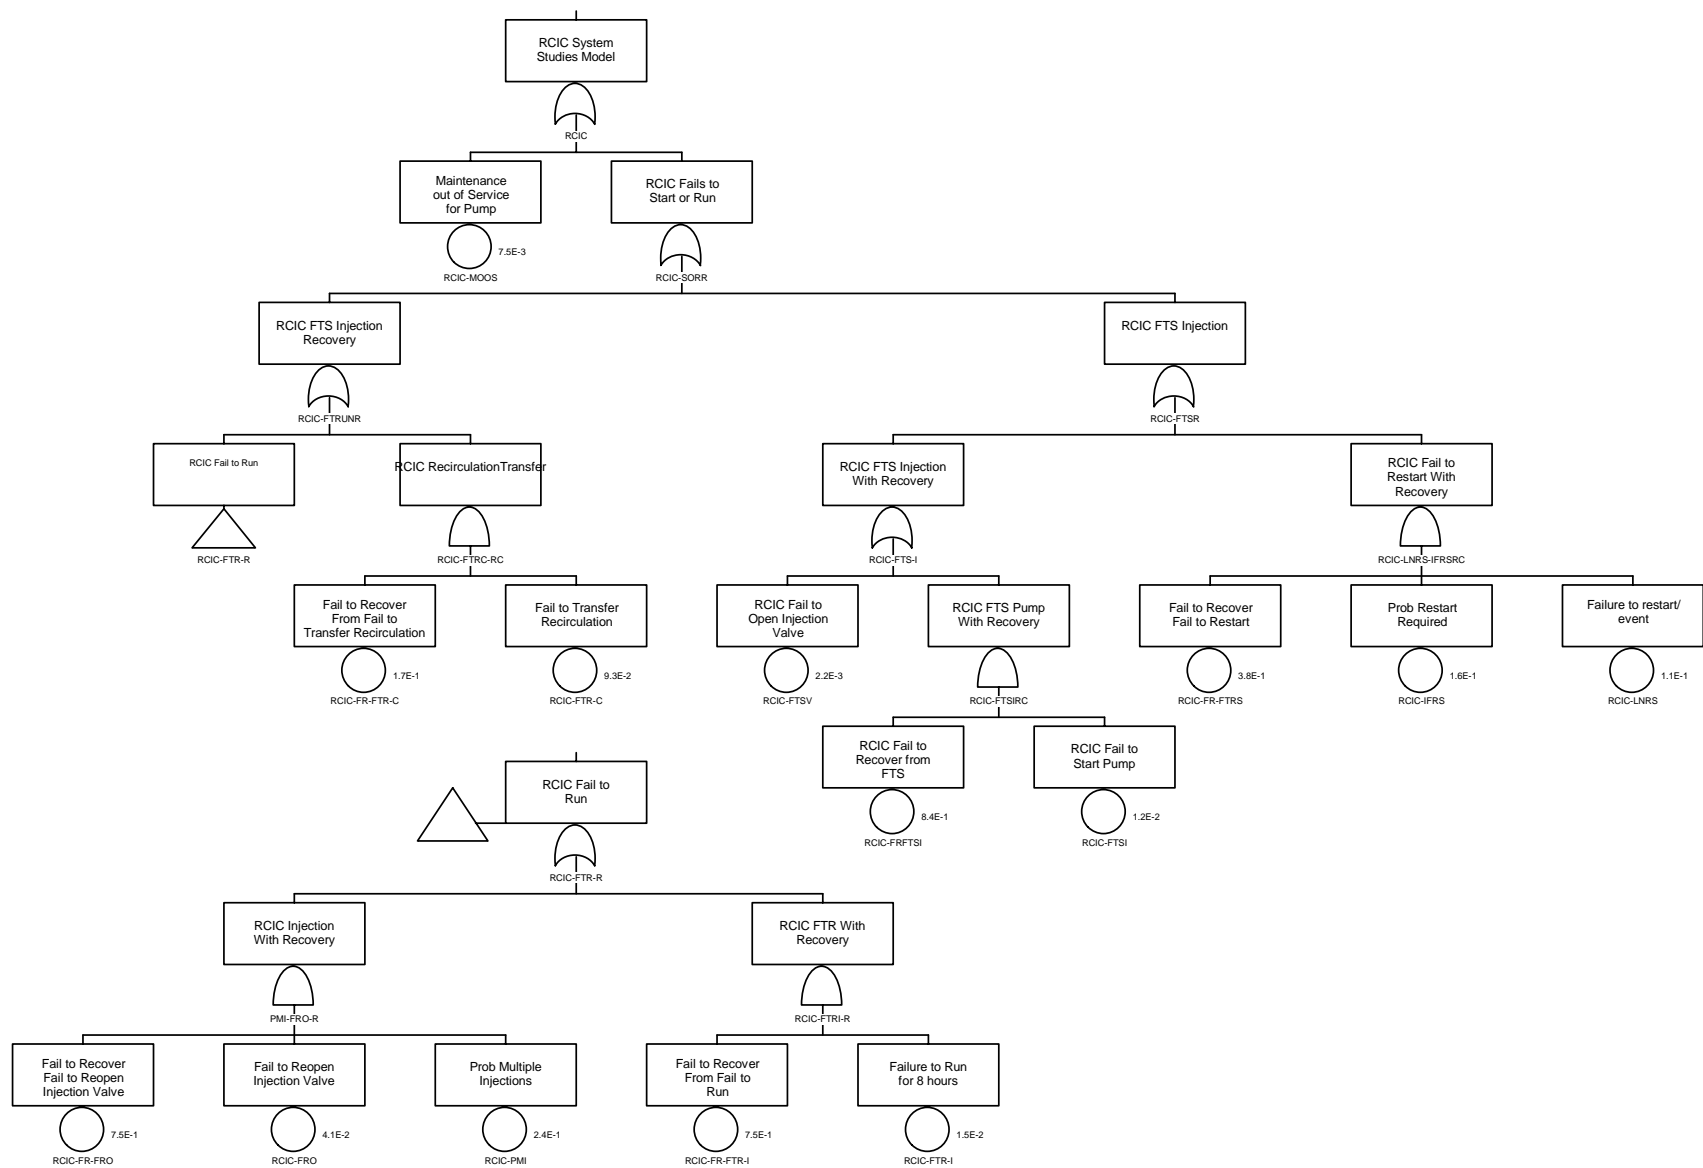 RCIC System
Studies Model
RCIC
Maintenance
out of Service
for Pump
7.5E-3
RCIC-MOOS
RCIC Fails to
Start or Run
RCIC-SORR
RCIC FTS Injection
Recovery
RCIC-FTRUNR
RCIC FTS Injection
RCIC-FTSR
RCIC Fail to Run
RCIC-FTR-R
RCIC RecirculationTransfer
RCIC-FTRC-RC
RCIC FTS Injection
With Recovery
RCIC-FTS-I
RCIC Fail to
Restart With
Recovery
RCIC-LNRS-IFRSRC
Fail to Recover
From Fail to
Transfer Recirculation
1.7E-1
RCIC-FR-FTR-C
Fail to Transfer
Recirculation
9.3E-2
RCIC-FTR-C
RCIC Fail to
Open Injection
Valve
2.2E-3
RCIC-FTSV
RCIC FTS Pump
With Recovery
RCIC-FTSIRC
Fail to Recover
Fail to Restart
3.8E-1
RCIC-FR-FTRS
Prob Restart
Required
1.6E-1
RCIC-IFRS
Failure to restart/
event
1.1E-1
RCIC-LNRS
RCIC Fail to
Recover from
FTS
8.4E-1
RCIC-FRFTSI
RCIC Fail to
Start Pump
1.2E-2
RCIC-FTSI
RCIC Fail to
Run
RCIC-FTR-R
RCIC Injection
With Recovery
PMI-FRO-R
RCIC FTR With
Recovery
RCIC-FTRI-R
Fail to Recover
Fail to Reopen
Injection Valve
7.5E-1
RCIC-FR-FRO
Fail to Reopen
Injection Valve
4.1E-2
RCIC-FRO
Prob Multiple
Injections
2.4E-1
RCIC-PMI
Fail to Recover
From Fail to
Run
7.5E-1
RCIC-FR-FTR-I
Failure to Run
for 8 hours
1.5E-2
RCIC-FTR-I